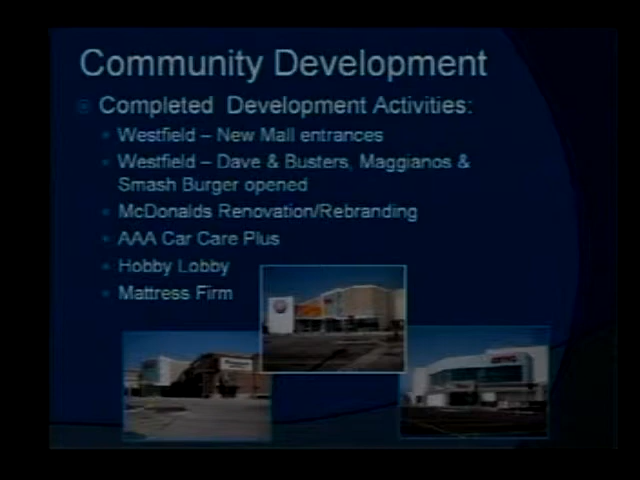 Community Development
Completed Development Activities:
Westfield – New Mall entrances
Westfield – Dave & Busters, Maggianos &
Smash Burger opened
McDonalds Renovation/Rebranding
AAA Car Care Plus
Hobby Lobby
Mattress Firm